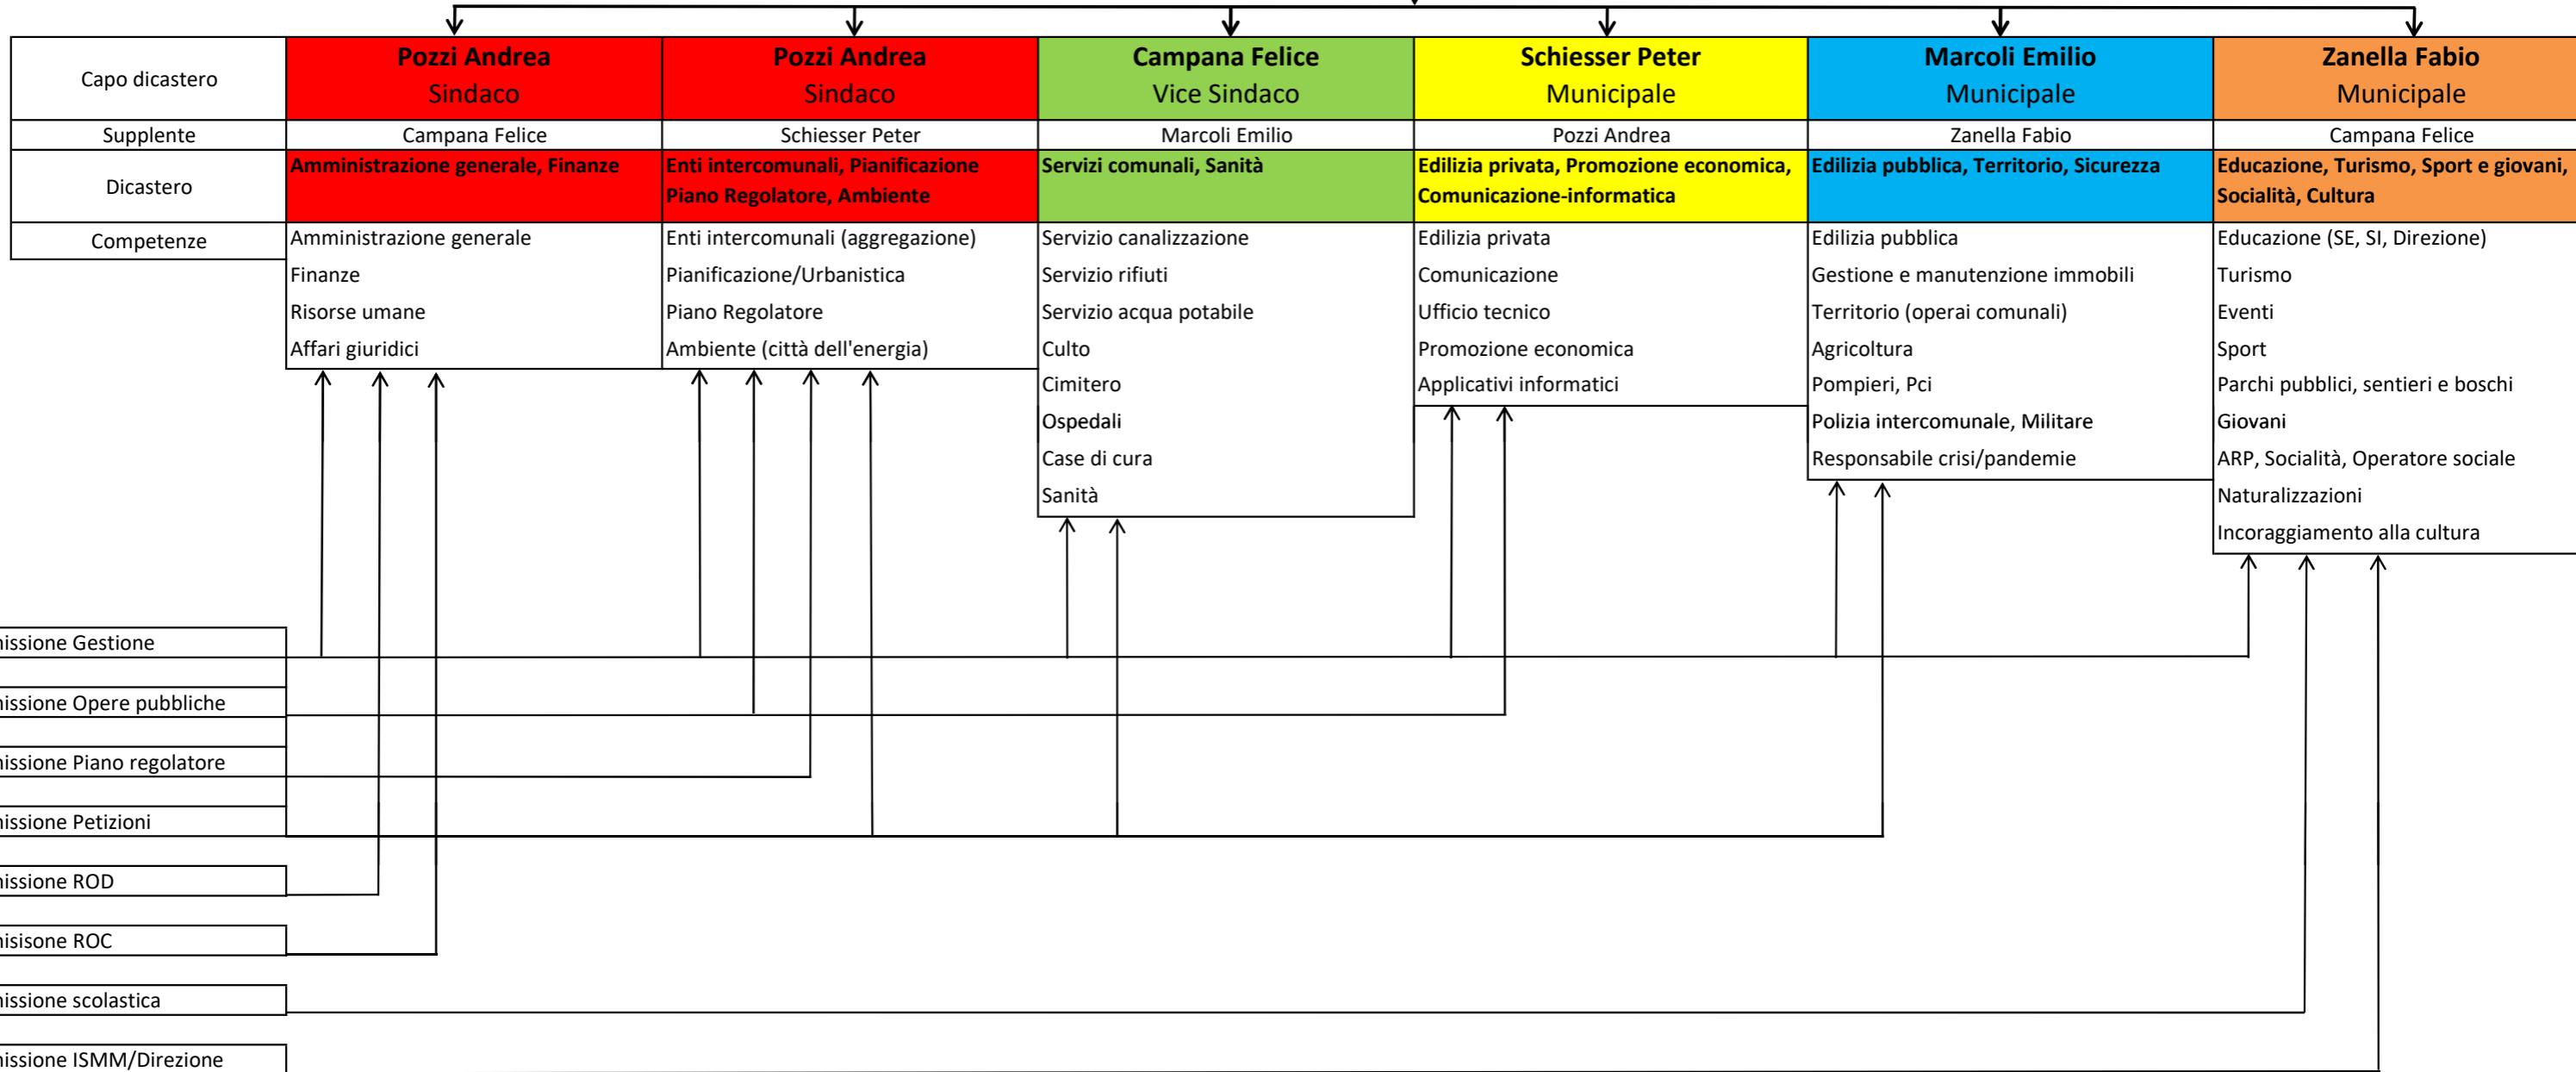 Capo dicastero
Pozzi Andrea
Sindaco
Pozzi Andrea
Sindaco
Campana Felice
Vice Sindaco
Schiesser Peter
Municipale
Marcoli Emilio
Municipale
Zanella Fabio
Municipale
Supplente
Campana Felice
Schiesser Peter
Marcoli Emilio
Pozzi Andrea
Zanella Fabio
Campana Felice
Dicastero
Amministrazione generale, Finanze
Enti intercomunali, Pianificazione
Piano Regolatore, Ambiente
Servizi comunali, Sanità
Edilizia privata, Promozione economica,
Comunicazione-informatica
Edilizia pubblica, Territorio, Sicurezza
Educazione, Turismo, Sport e giovani,
Socialità, Cultura
Competenze
Amministrazione generale
Finanze
Risorse umane
Affari giuridici
Enti intercomunali (aggregazione)
Pianificazione/Urbanistica
Piano Regolatore
Ambiente (città dell'energia)
Servizio canalizzazione
Servizio rifiuti
Servizio acqua potabile
Culto
Cimitero
Ospedali
Case di cura
Sanità
Edilizia privata
Comunicazione
Ufficio tecnico
Promozione economica
Applicativi informatici
Edilizia pubblica
Gestione e manutenzione immobili
Territorio (operai comunali)
Agricoltura
Pompieri, Pci
Polizia intercomunale, Militare
Responsabile crisi/pandemie
Educazione (SE, SI, Direzione)
Turismo
Eventi
Sport
Parchi pubblici, sentieri e boschi
Giovani
ARP, Socialità, Operatore sociale
Naturalizzazioni
Incoraggiamento alla cultura
issione Gestione
issione Opere pubbliche
issione Piano regolatore
issione Petizioni
issione ROD
isisone ROC
issione scolastica
issione ISMM/Direzione